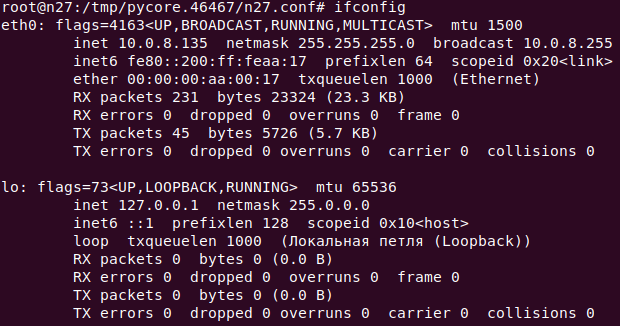 root@n27:/tmp/pycore.46467/n27.conf# ifconfig
eth0: flags=4163<UP,BROADCAST,RUNNING,MULTICAST>  mtu 1500
        inet 10.0.8.135  netmask 255.255.255.0  broadcast 10.0.8.255
        inet6 fe80::200:ff:feaa:17  prefixlen 64  scopeid 0x20<link>
        ether 00:00:00:aa:00:17  txqueuelen 1000  (Ethernet)
        RX packets 231  bytes 23324 (23.3 KB)
        RX errors 0  dropped 0  overruns 0  frame 0
        TX packets 45  bytes 5726 (5.7 KB)
        TX errors 0  dropped 0 overruns 0  carrier 0  collisions 0

lo: flags=73<UP,LOOPBACK,RUNNING>  mtu 65536
        inet 127.0.0.1  netmask 255.0.0.0
        inet6 ::1  prefixlen 128  scopeid 0x10<host>
        loop  txqueuelen 1000  (Локальная петля (Loopback))
        RX packets 0  bytes 0 (0.0 B)
        RX errors 0  dropped 0  overruns 0  frame 0
        TX packets 0  bytes 0 (0.0 B)
        TX errors 0  dropped 0 overruns 0  carrier 0  collisions 0